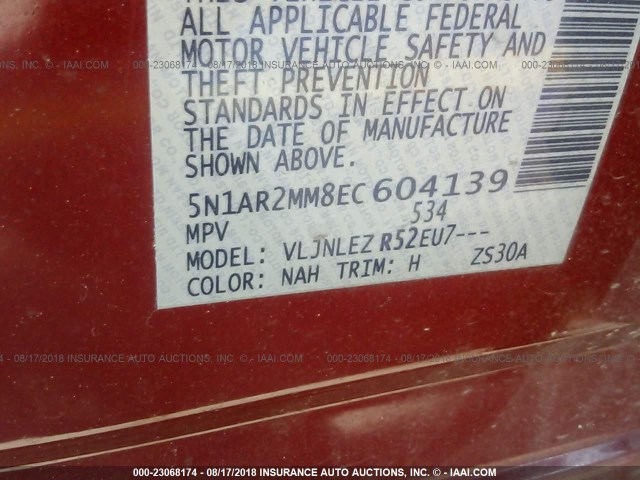 ALL APPLICABLE FEDERAL
MOTOR VEHICLE SAFETY AND
THEFT PREVENTION
STANDARDS IN EFFECT ON
THE DATE OF MANUFACTURE
SHOWN ABOVE.
5N1AR2MM8EC604139
MPV 534
MODEL: VLJNLEZ R52EU7---
COLOR: NAH TRIM: H ZS30A
000-23068174 - 08/17/2018 INSURANCE AUTO AUCTIONS, INC. - © IAAI.COM